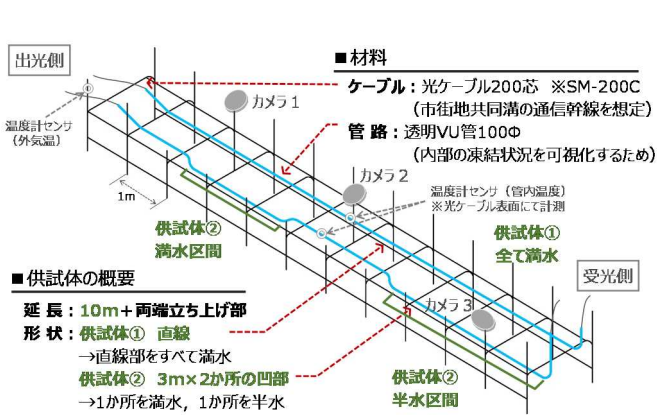 出光側
■材料
ケーブル：光ケーブル200芯　※SM-200C
（市街地共同溝の通信幹線を想定）
カメラ1
温度計センサ
（外気温）
管 路：透明VU管100Φ
（内部の凍結状況を可視化するため）
カメラ2
1m
温度計センサ（管内温度）
※光ケーブル表面にて計測
供試体②
満水区間
供試体①
全て満水
■供試体の概要
受光側
延 長：10m＋両端立ち上げ部
カメラ3
形 状：供試体①　直線
→直線部をすべて満水
供試体②　3m×2か所の凹部
→1か所を満水，1か所を半水
供試体②
半水区間